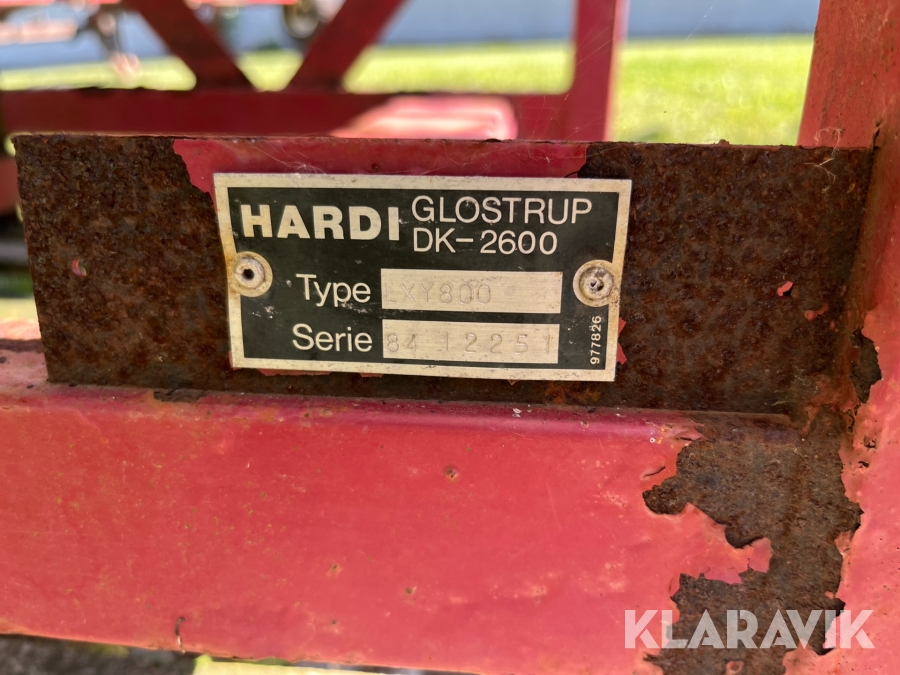 HARDI GLOSTRUP
DK-2600
Type LXY800
Serie 84 12251
977826
KLARAVIK